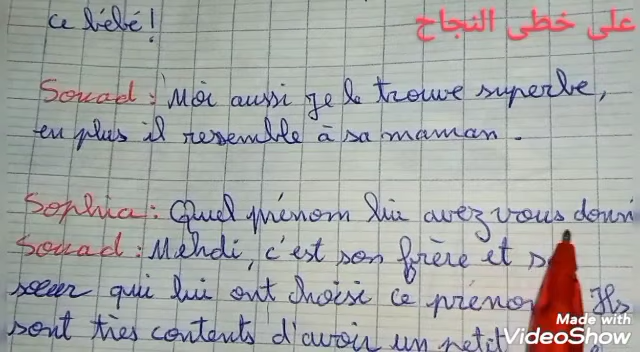 ce bébé!
على خطى النجاح
Souad: Moi aussi je le trouve superbe,
en plus il ressemble à sa maman.
Sophia: Quel prénom lui avez vous donn
Souad: Mehdi, c'est son frère et s
sœur qui lui ont choisi ce préno Ils
sont très contents d'avoir un petit
Made with
VideoShow